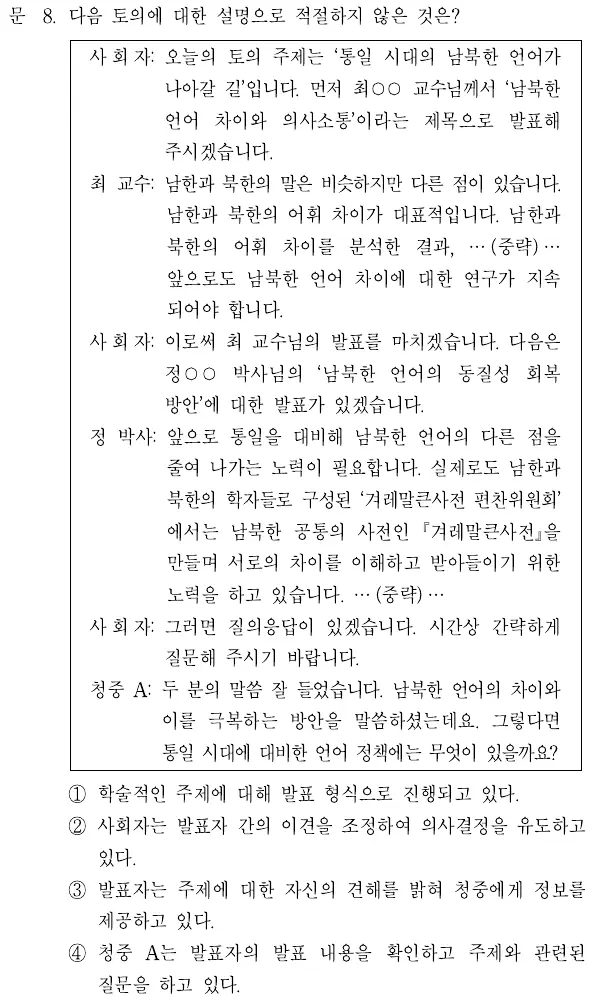 문 8. 다음 토의에 대한 설명으로 적절하지 않은 것은?
사 회 자: 오늘의 토의 주제는 ‘통일 시대의 남북한 언어가
나아갈 길’입니다. 먼저 최○○ 교수님께서 ‘남북한
언어 차이와 의사소통’이라는 제목으로 발표해
주시겠습니다.
최 교수: 남한과 북한의 말은 비슷하지만 다른 점이 있습니다.
남한과 북한의 어휘 차이가 대표적입니다. 남한과
북한의 어휘 차이를 분석한 결과, …(중략)…
앞으로도 남북한 언어 차이에 대한 연구가 지속
되어야 합니다.
사 회 자: 이로써 최 교수님의 발표를 마치겠습니다. 다음은
정○○ 박사님의 ‘남북한 언어의 동질성 회복
방안’에 대한 발표가 있겠습니다.
정 박사: 앞으로 통일을 대비해 남북한 언어의 다른 점을
줄여 나가는 노력이 필요합니다. 실제로도 남한과
북한의 학자들로 구성된 ‘겨레말큰사전 편찬위원회’
에서는 남북한 공통의 사전인 『겨레말큰사전』을
만들며 서로의 차이를 이해하고 받아들이기 위한
노력을 하고 있습니다. …(중략)…
사 회 자: 그러면 질의응답이 있겠습니다. 시간상 간략하게
질문해 주시기 바랍니다.
청중 A: 두 분의 말씀 잘 들었습니다. 남북한 언어의 차이와
이를 극복하는 방안을 말씀하셨는데요. 그렇다면
통일 시대에 대비한 언어 정책에는 무엇이 있을까요?
① 학술적인 주제에 대해 발표 형식으로 진행되고 있다.
② 사회자는 발표자 간의 이견을 조정하여 의사결정을 유도하고
있다.
③ 발표자는 주제에 대한 자신의 견해를 밝혀 청중에게 정보를
제공하고 있다.
④ 청중 A는 발표자의 발표 내용을 확인하고 주제와 관련된
질문을 하고 있다.